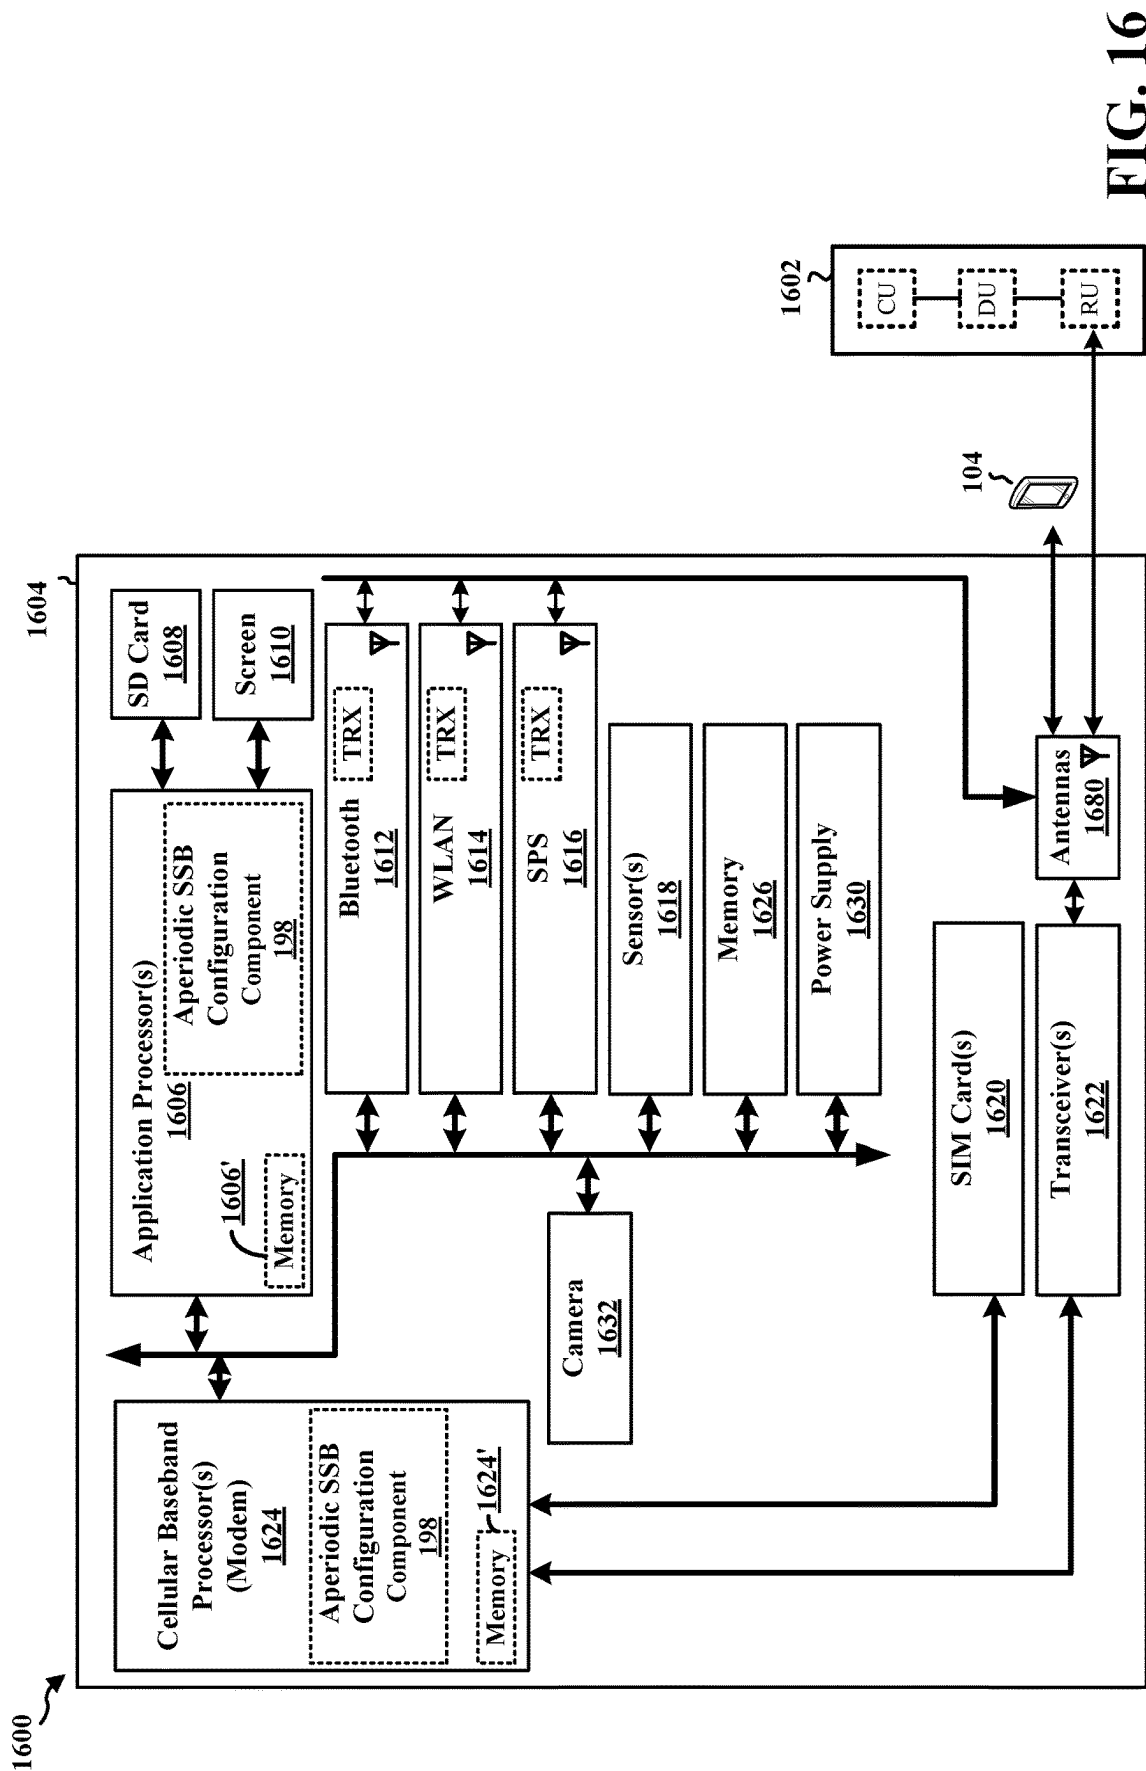 1600
1604
Cellular Baseband
Processor(s)
(Modem)
1624
Aperiodic SSB
Configuration
Component
198
Memory
1624'
Application Processor(s)
1606
Aperiodic SSB
Configuration
Component
198
1606'
Memory
SD Card
1608
Screen
1610
Bluetooth
1612
TRX
WLAN
1614
TRX
SPS
1616
TRX
Camera
1632
Sensor(s)
1618
Memory
1626
Power Supply
1630
SIM Card(s)
1620
Transceiver(s)
1622
Antennas
1680
104
1602
CU
DU
RU
FIG. 16